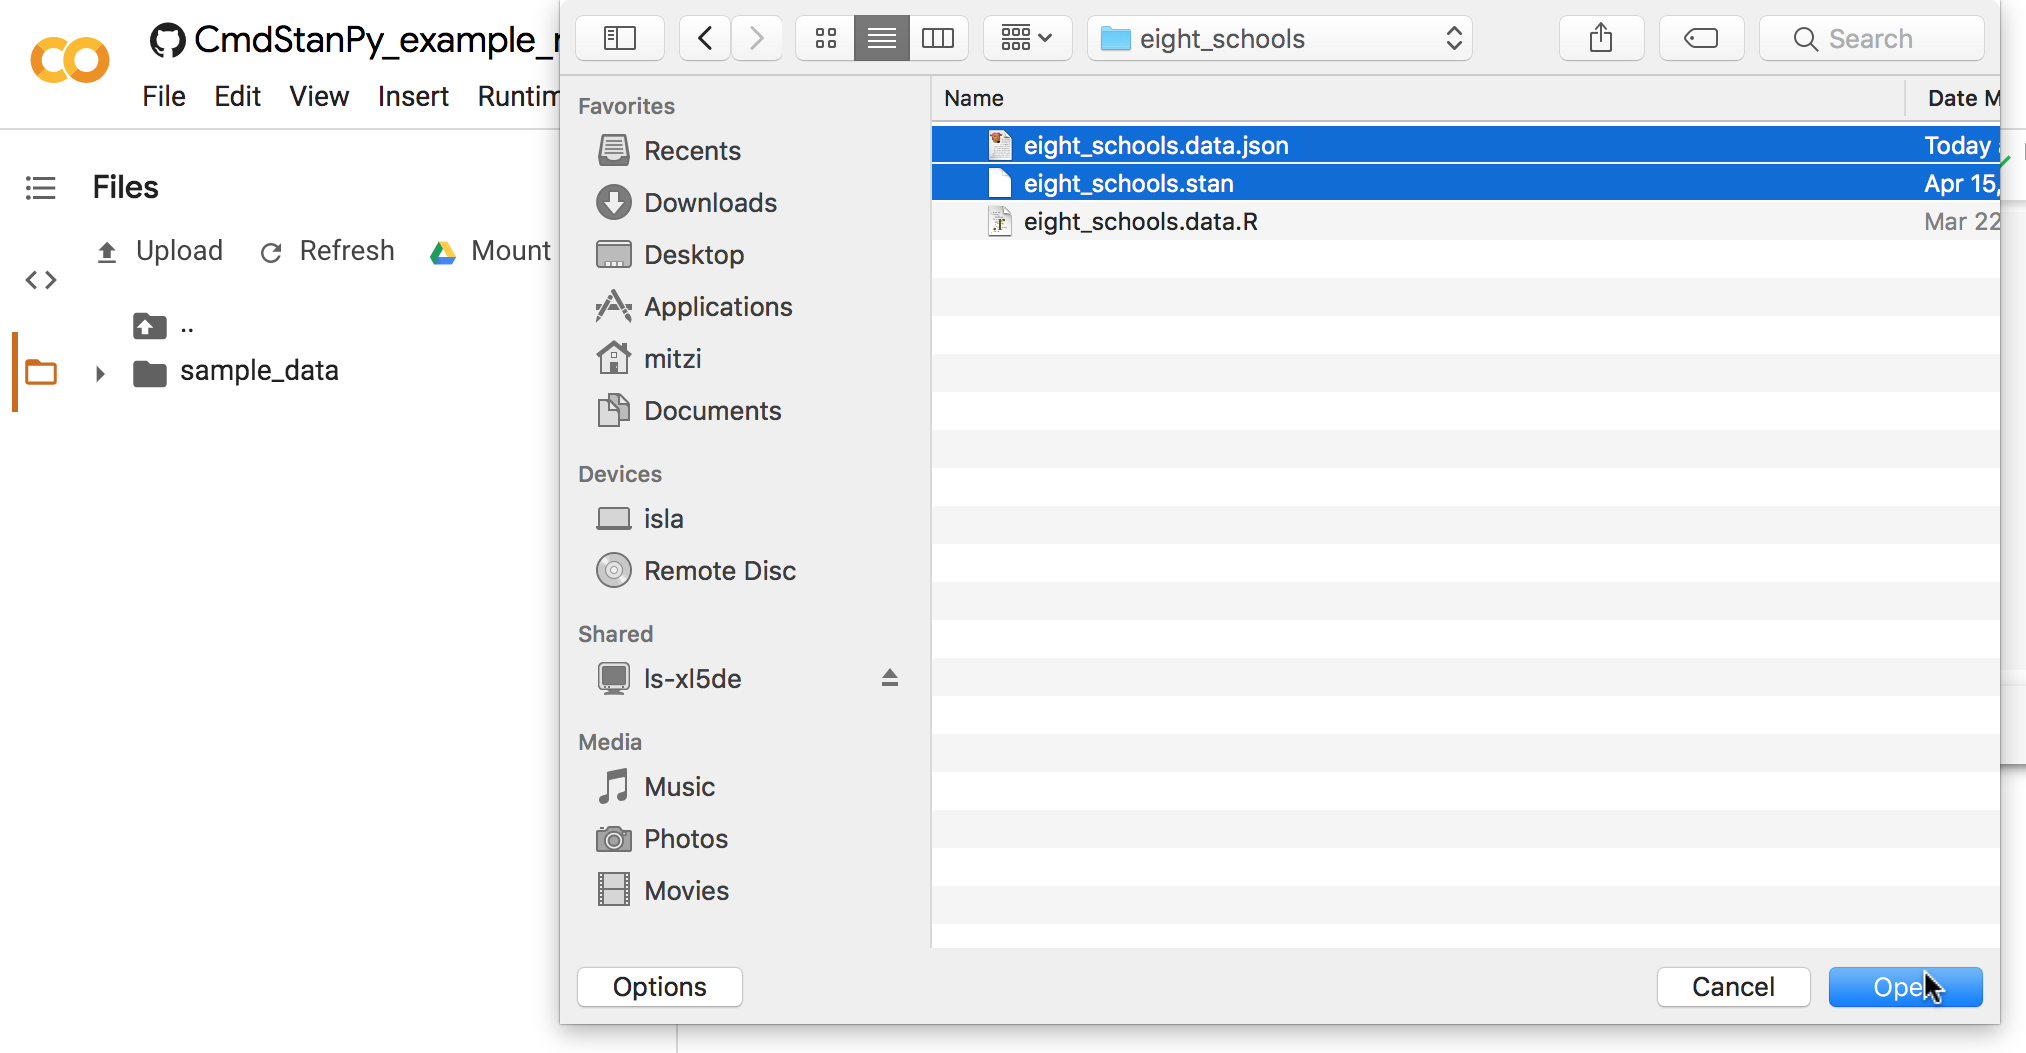 CmdStanPy_example_
File Edit View Insert
Files
Upload Refresh Mount
..
sample_data
eight_schools
Search
Favorites
Recents
Downloads
Desktop
Applications
mitzi
Documents
Devices
isla
Remote Disc
Shared
ls-xl5de
Media
Music
Photos
Movies
Name Date M
eight_schools.data.json Today
eight_schools.stan Apr 15,
eight_schools.data.R Mar 22
Options Cancel Ope